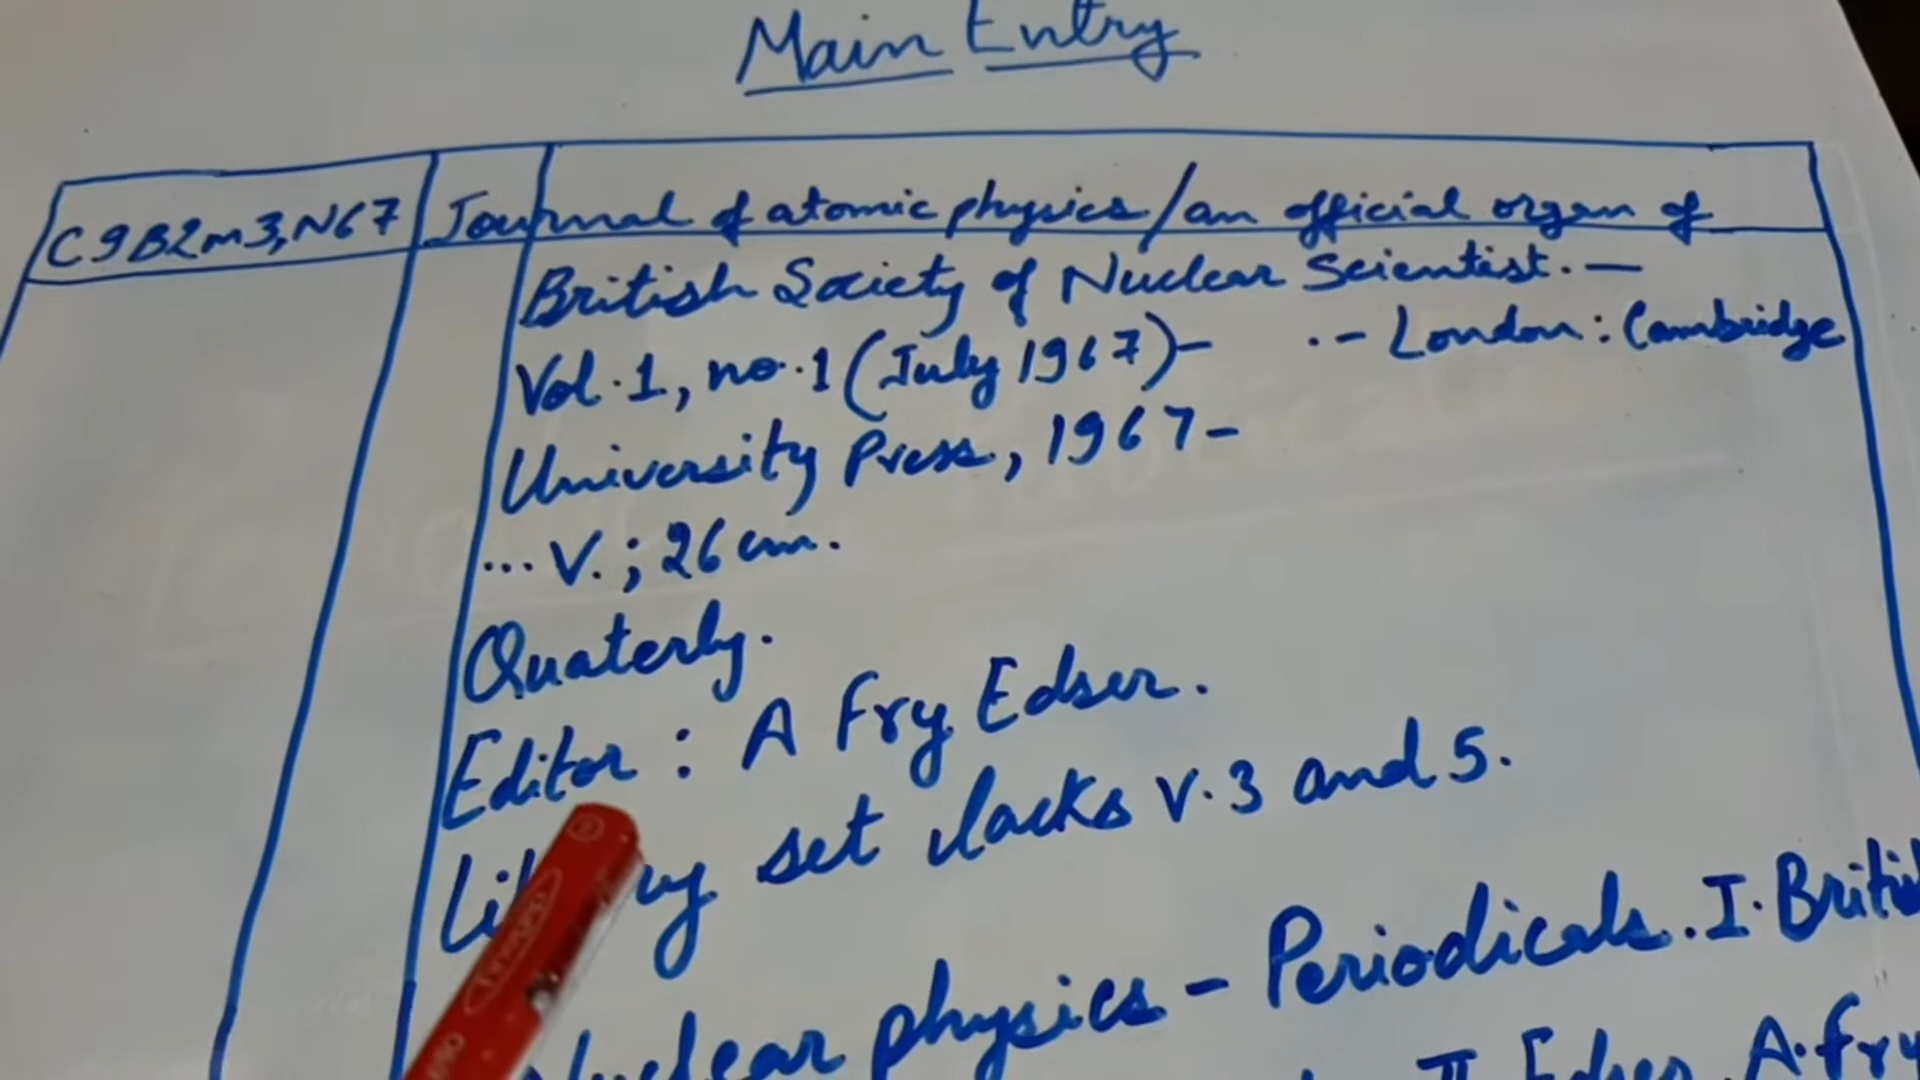 Main Entry
C9B2m3,N67 Journal of atomic physics/an official organ of
British Society of Nuclear Scientist. —
Vol. 1, no. 1 (July 1967)- .- London : Cambridge
University Press, 1967-
... V. ; 26 cm.
Quaterly.
Editor : A Fry Edser.
set lacks v. 3 and 5.
physics - Periodicals. I. Briti
II Edser, A. Fry